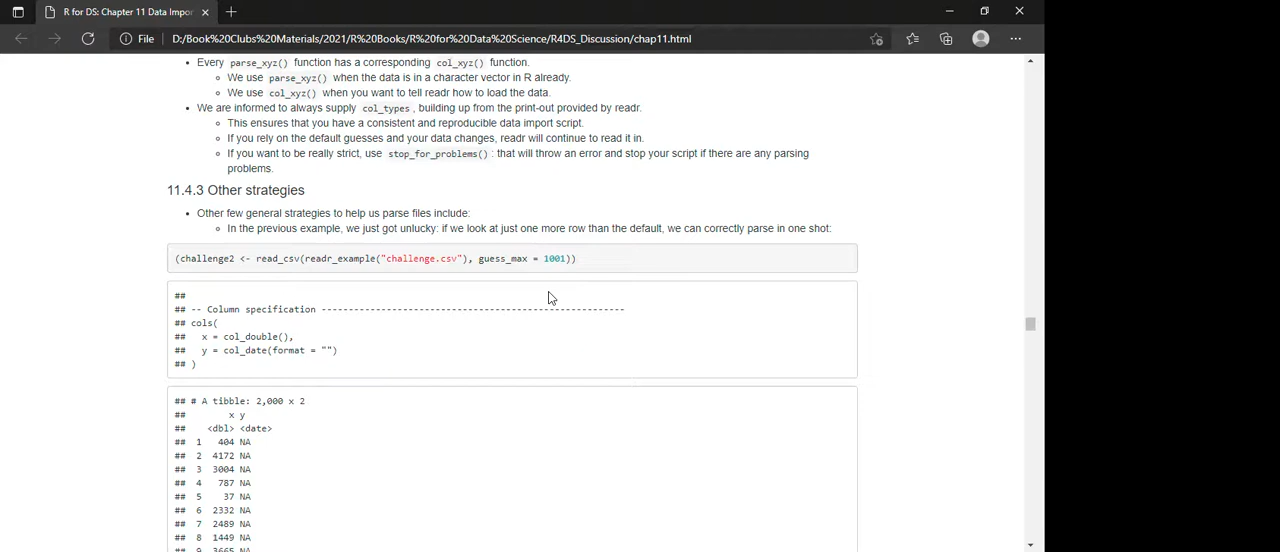 R for DS: Chapter 11 Data Impor
File D:/Book%20Clubs%20Materials/2021/R%20Books/R%20for%20Data%20Science/R4DS_Discussion/chap11.html
• Every parse_xyz() function has a corresponding col_xyz() function.
◦ We use parse_xyz() when the data is in a character vector in R already.
◦ We use col_xyz() when you want to tell readr how to load the data.
• We are informed to always supply col_types, building up from the print-out provided by readr.
◦ This ensures that you have a consistent and reproducible data import script.
◦ If you rely on the default guesses and your data changes, readr will continue to read it in.
◦ If you want to be really strict, use stop_for_problems(): that will throw an error and stop your script if there are any parsing
problems.
11.4.3 Other strategies
• Other few general strategies to help us parse files include:
◦ In the previous example, we just got unlucky: if we look at just one more row than the default, we can correctly parse in one shot:
(challenge2 <- read_csv(readr_example("challenge.csv"), guess_max = 1001))
##
## -- Column specification --------------------------------------------------------
## cols(
##   x = col_double(),
##   y = col_date(format = "")
## )
## # A tibble: 2,000 x 2
##        x y
##    <dbl> <date>
##  1   404 NA
##  2  4172 NA
##  3  3004 NA
##  4   787 NA
##  5    37 NA
##  6  2332 NA
##  7  2489 NA
##  8  1449 NA
##  9  3665 NA